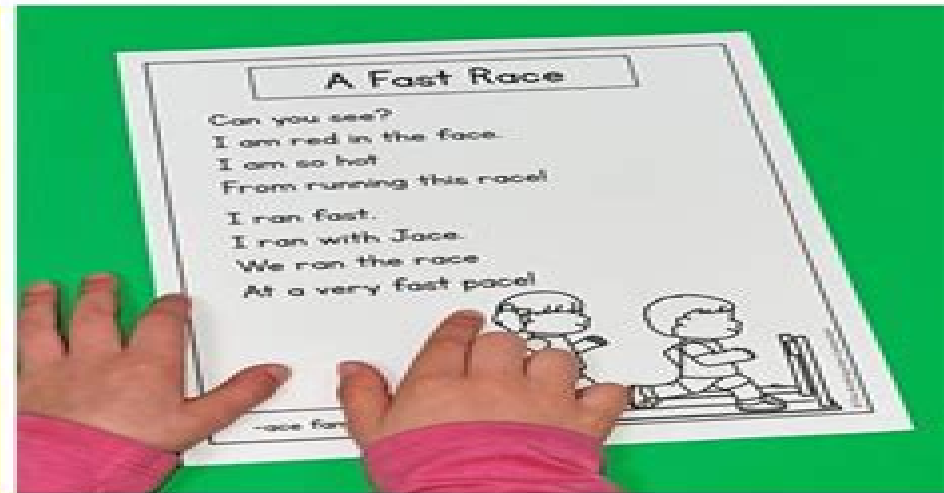 A Fast Race
Can you see?
I am red in the face.
I am so hot
From running this race!
I ran fast.
I ran with Jace.
We ran the race
At a very fast pace!
-ace